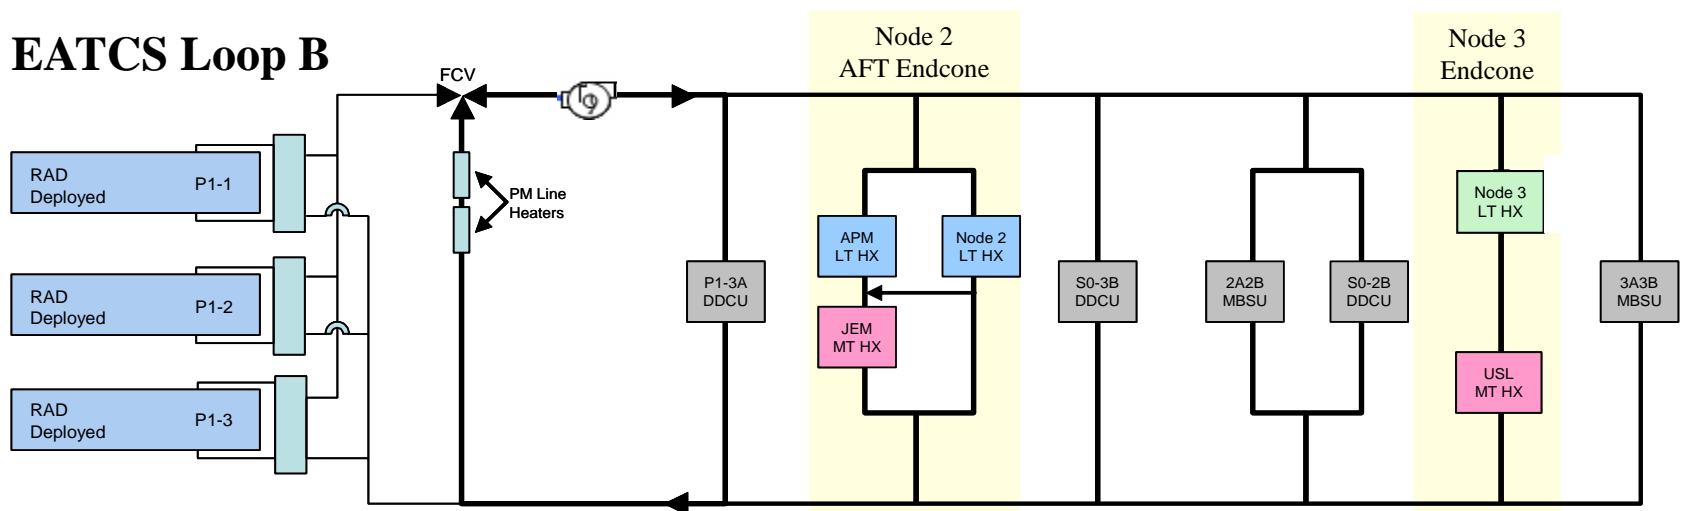 EATCS Loop B
Node 2
AFT Endcone
Node 3
Endcone
FCV
RAD
Deployed
P1-1
PM Line
Heaters
RAD
Deployed
P1-2
RAD
Deployed
P1-3
P1-3A
DDCU
APM
LT HX
Node 2
LT HX
JEM
MT HX
S0-3B
DDCU
2A2B
MBSU
S0-2B
DDCU
Node 3
LT HX
USL
MT HX
3A3B
MBSU